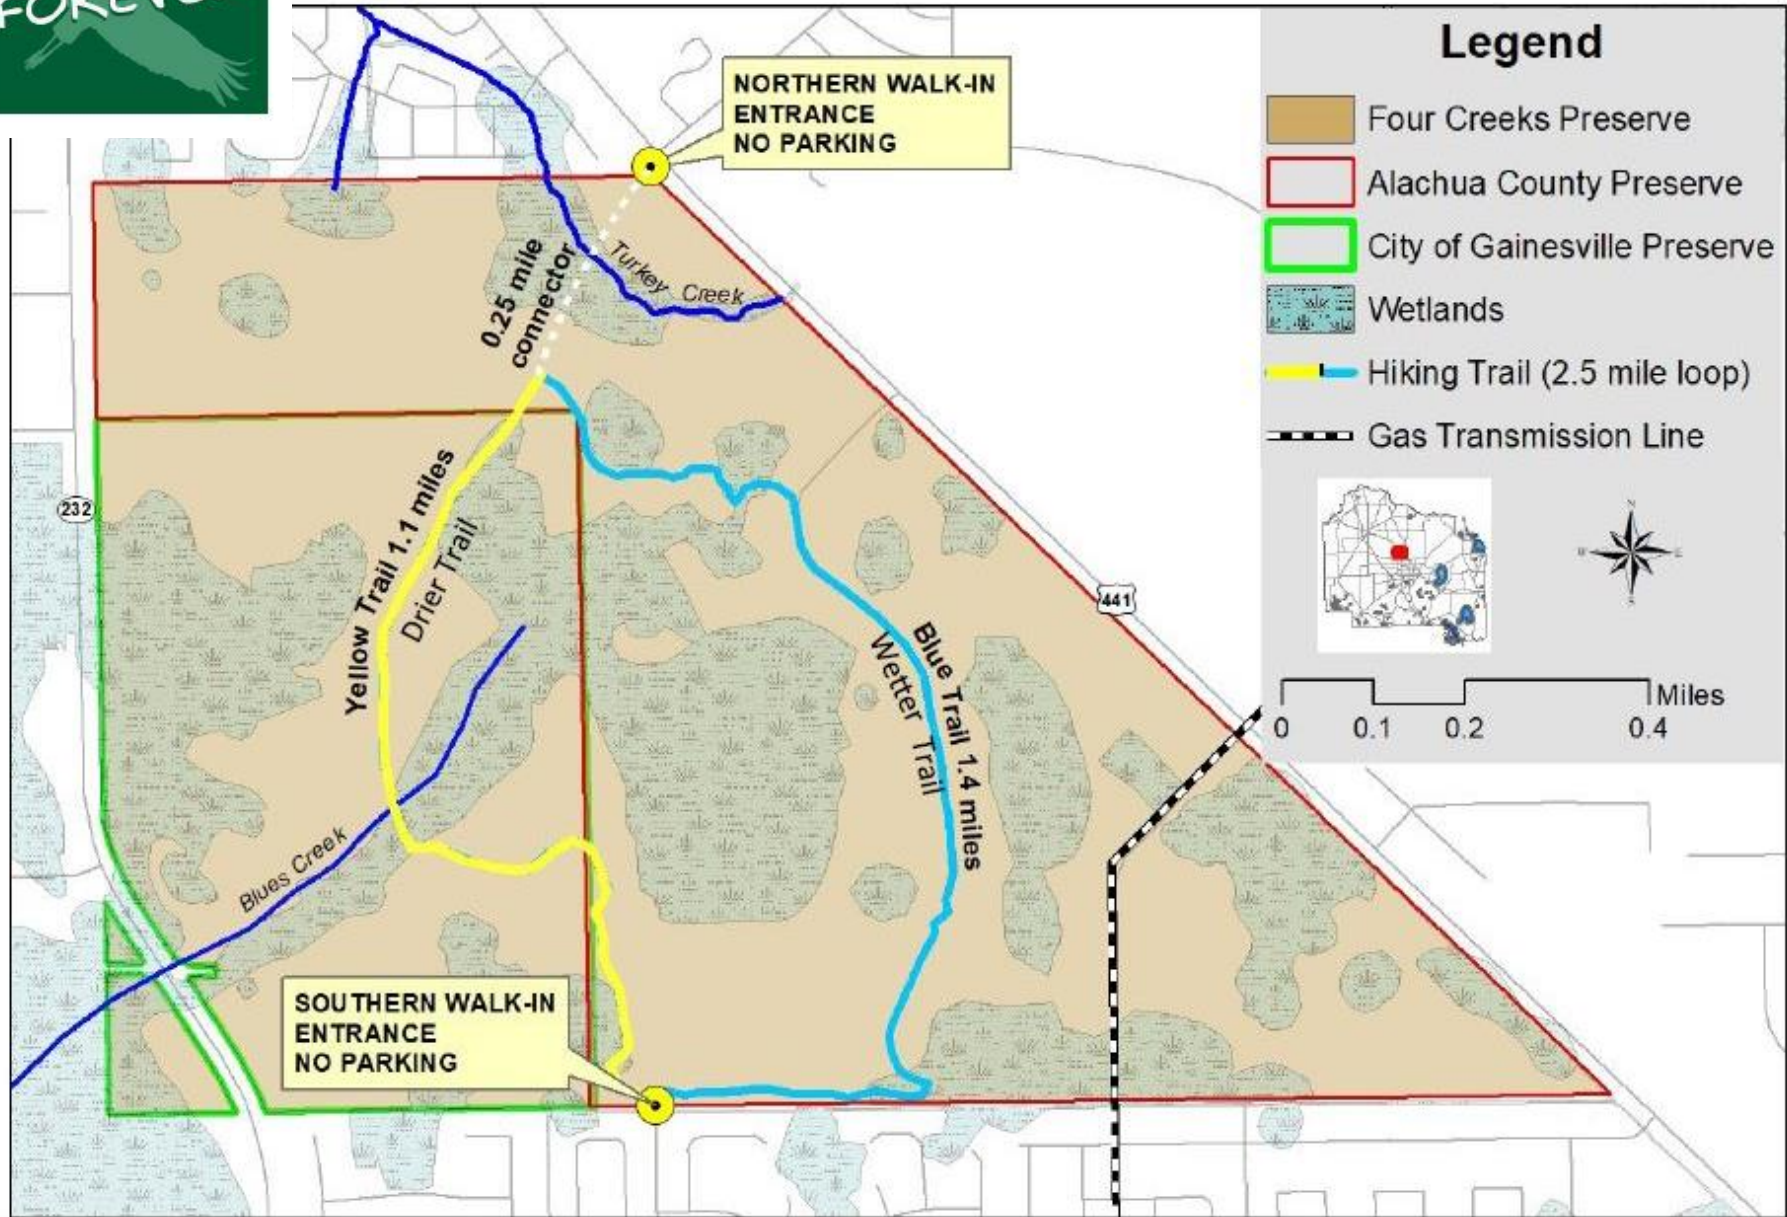 NORTHERN WALK-IN
ENTRANCE
NO PARKING
Legend
Four Creeks Preserve
Alachua County Preserve
City of Gainesville Preserve
Wetlands
Hiking Trail (2.5 mile loop)
Gas Transmission Line
N
E
S
Miles
0 0.1 0.2 0.4
0.25 mile
connector
Turkey Creek
232
441
Yellow Trail 1.1 miles
Drier Trail
Blue Trail 1.4 miles
Wetter Trail
Blues Creek
SOUTHERN WALK-IN
ENTRANCE
NO PARKING